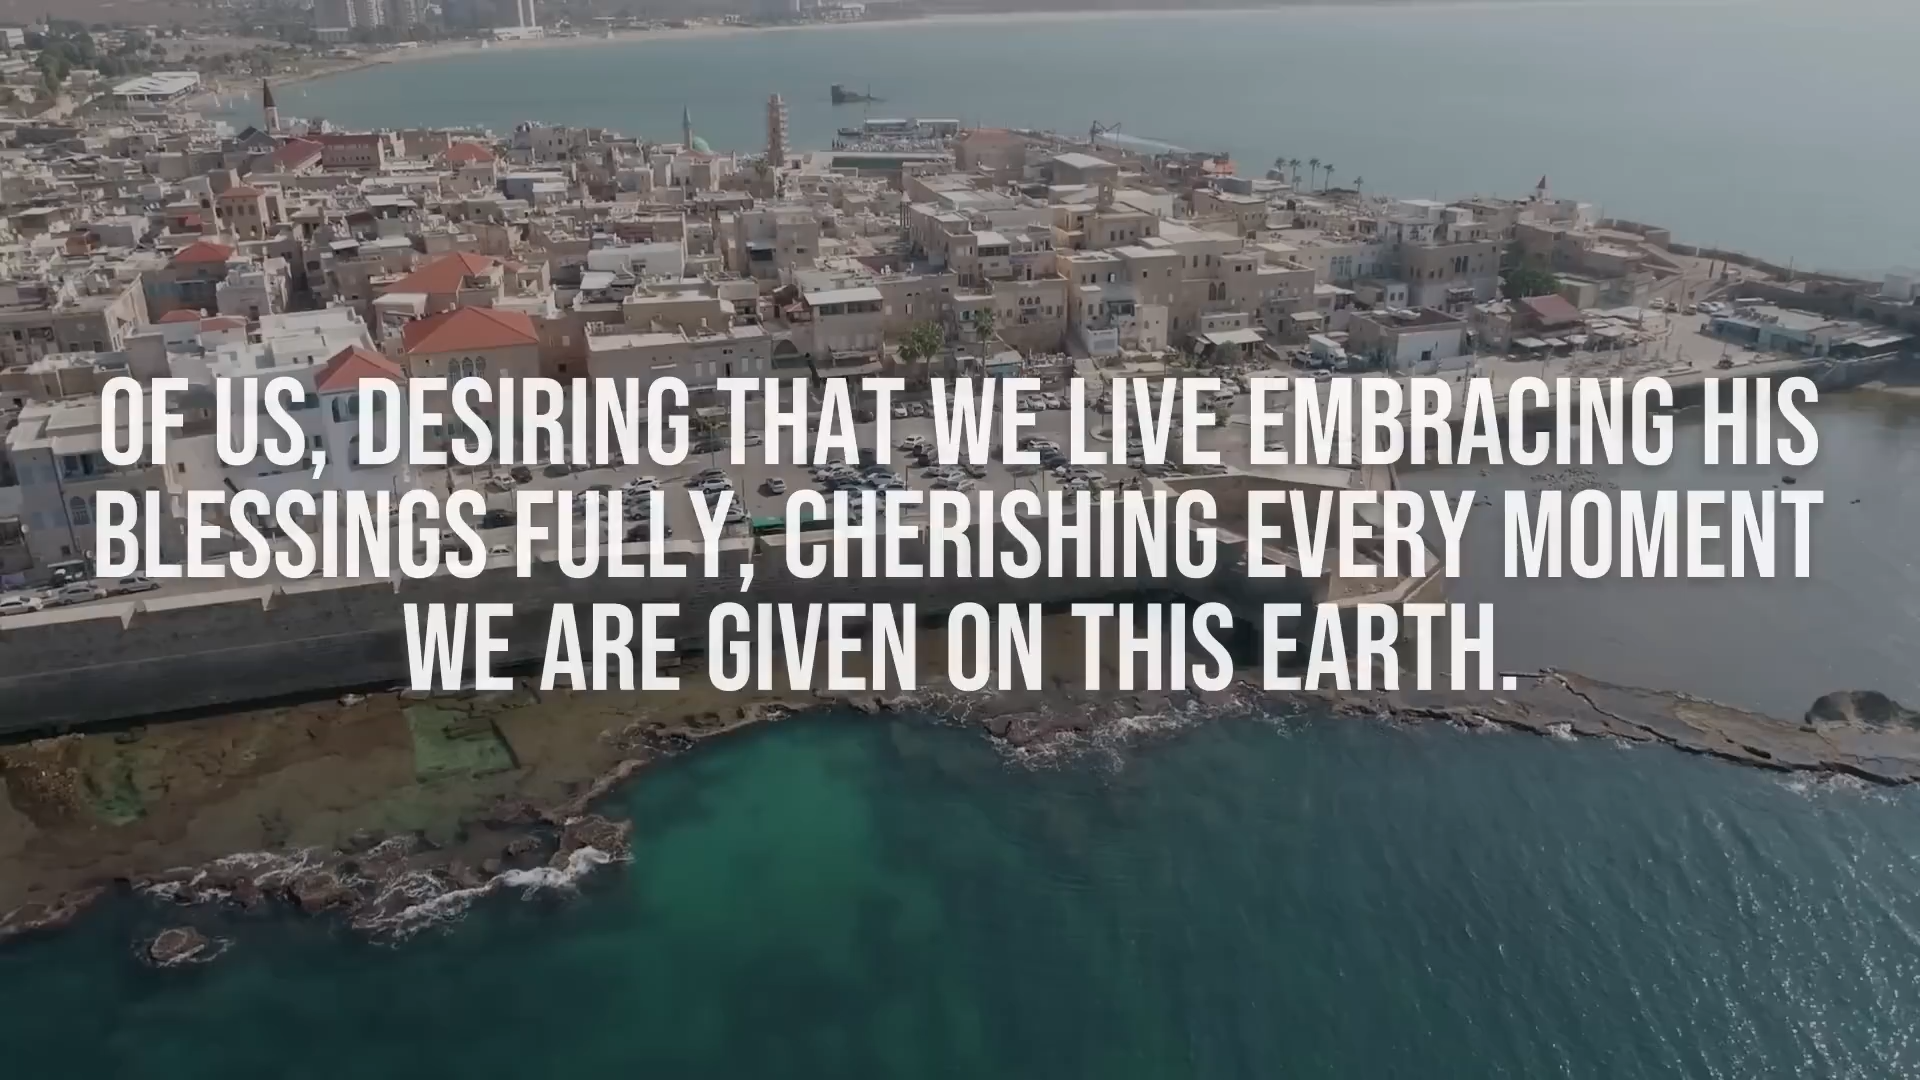 OF US, DESIRING THAT WE LIVE EMBRACING HIS
BLESSINGS FULLY, CHERISHING EVERY MOMENT
WE ARE GIVEN ON THIS EARTH.